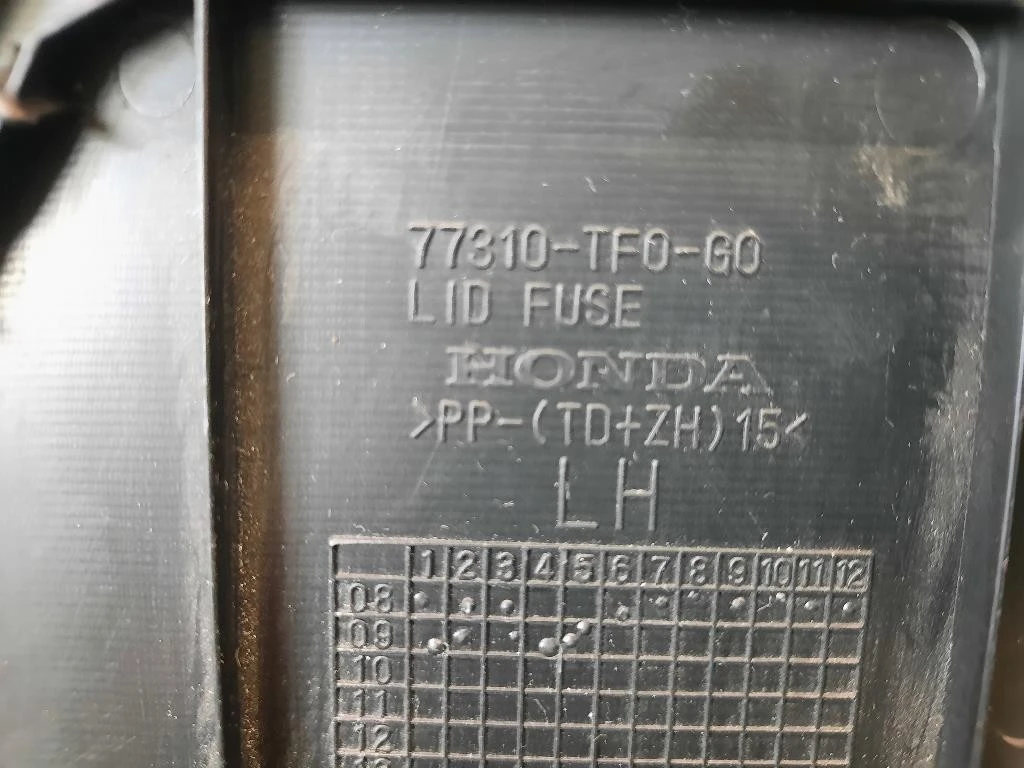 77310-TF0-G0
LID FUSE
HONDA
>PP-(TD+ZH)15<
LH
1 2 3 4 5 6 7 8 9 10 11 12
08
09
10
11
12